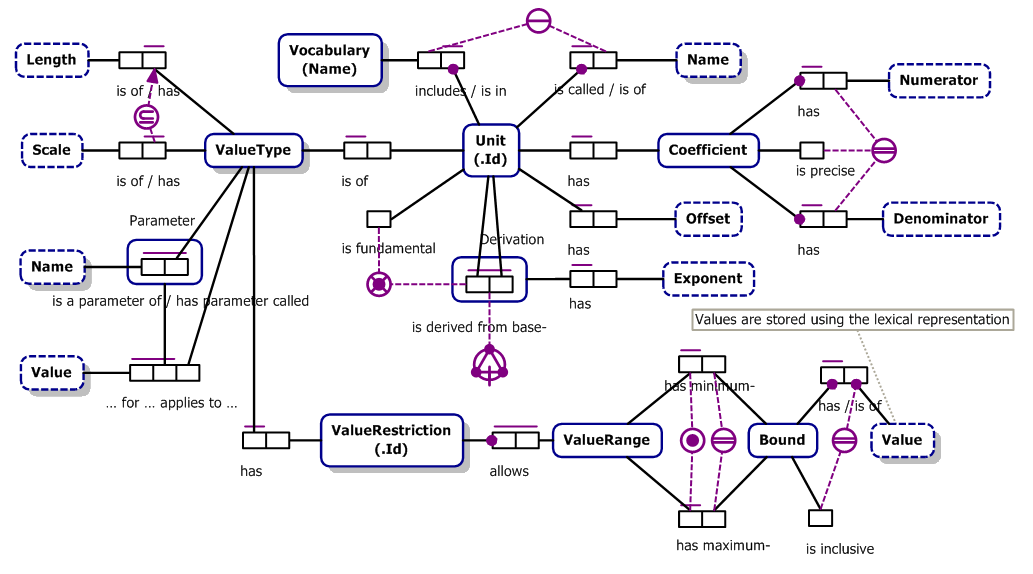 Length
is of / has
Vocabulary
(Name)
includes / is in
is called / is of
Name
Numerator
has
Scale
is of / has
ValueType
is of
Unit
(.Id)
has
Coefficient
is precise
Parameter
is fundamental
Derivation
has
Offset
has
Denominator
Name
is a parameter of / has parameter called
has
Exponent
is derived from base-
Values are stored using the lexical representation
Value
... for ... applies to ...
has minimum-
has / is of
has
ValueRestriction
(.Id)
allows
ValueRange
Bound
Value
has maximum-
is inclusive